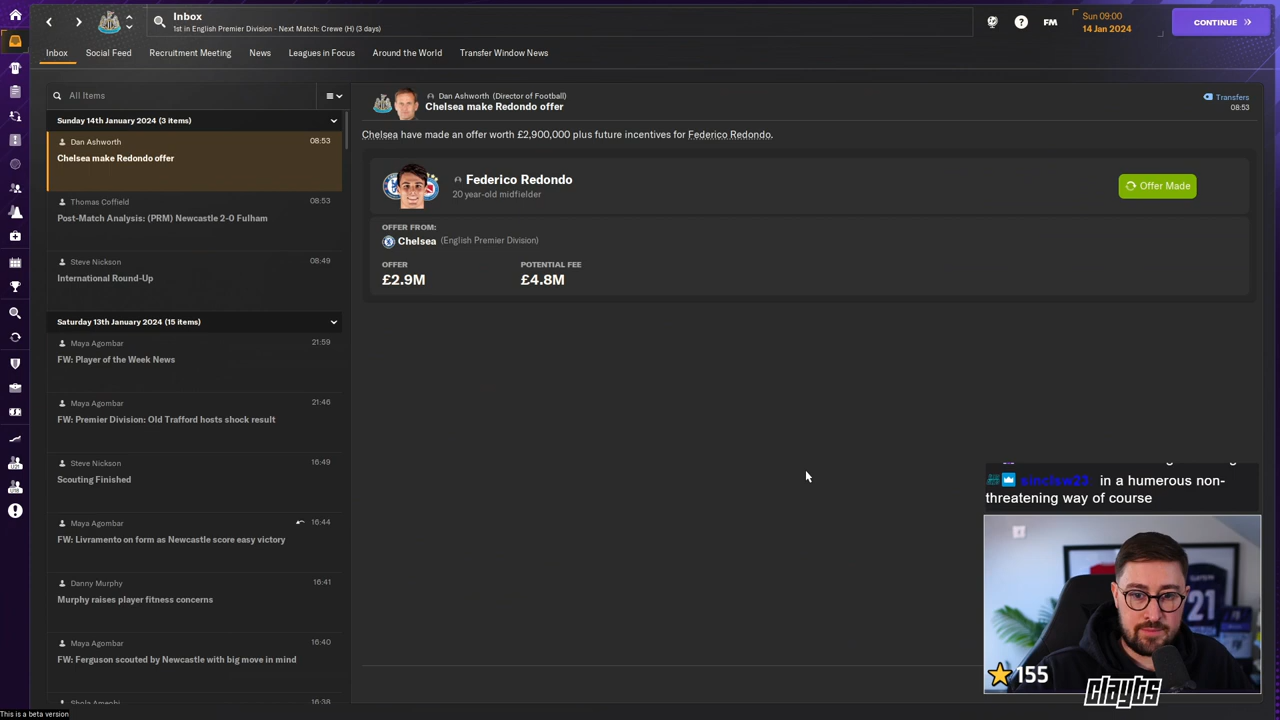 Inbox
1st in English Premier Division - Next Match: Crewe (H) (3 days)
FM
Sun 09:00
14 Jan 2024
CONTINUE
Inbox
Social Feed
Recruitment Meeting
News
Leagues in Focus
Around the World
Transfer Window News
All Items
Sunday 14th January 2024 (3 items)
Dan Ashworth
08:53
Chelsea make Redondo offer
Thomas Coffield
08:53
Post-Match Analysis: (PRM) Newcastle 2-0 Fulham
Steve Nickson
08:49
International Round-Up
Saturday 13th January 2024 (15 items)
Maya Agombar
21:59
FW: Player of the Week News
Maya Agombar
21:46
FW: Premier Division: Old Trafford hosts shock result
Steve Nickson
16:49
Scouting Finished
Maya Agombar
16:44
FW: Livramento on form as Newcastle score easy victory
Danny Murphy
16:41
Murphy raises player fitness concerns
Maya Agombar
16:40
FW: Ferguson scouted by Newcastle with big move in mind
16:38
Dan Ashworth (Director of Football)
Chelsea make Redondo offer
Transfers
08:53
Chelsea have made an offer worth £2,900,000 plus future incentives for Federico Redondo.
Federico Redondo
20 year-old midfielder
Offer Made
OFFER FROM:
Chelsea (English Premier Division)
OFFER
POTENTIAL FEE
£2.9M
£4.8M
in a humerous non-
threatening way of course
21
155
clayts
This is a beta version